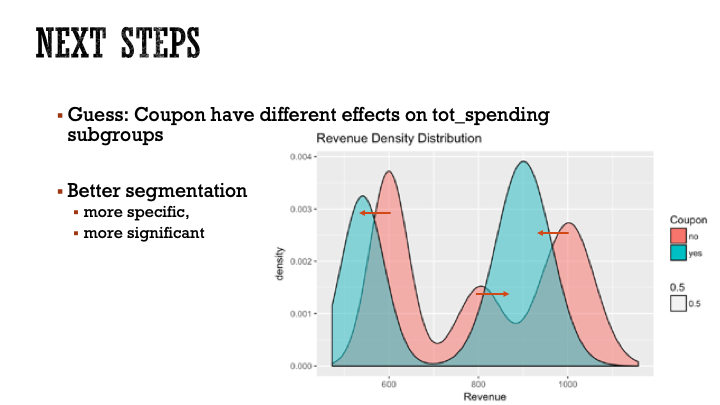 NEXT STEPS
Guess: Coupon have different effects on tot_spending
subgroups
Better segmentation
more specific,
more significant
Revenue Density Distribution
density
0.004
0.003
0.002
0.001
0.000
600
800
1000
Revenue
Coupon
no
yes
0.5
0.5